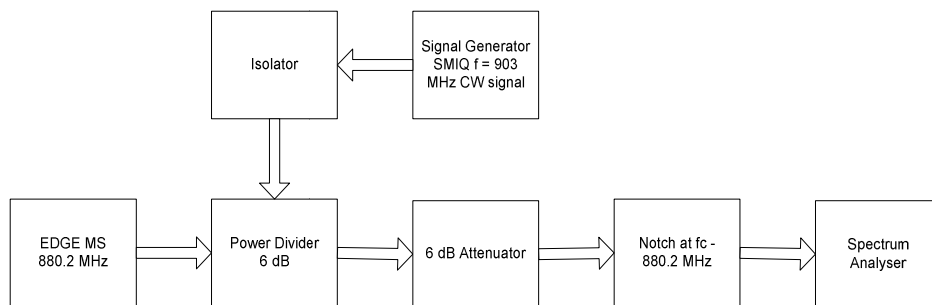 Isolator
Signal Generator
SMIQ f = 903
MHz CW signal
EDGE MS
880.2 MHz
Power Divider
6 dB
6 dB Attenuator
Notch at fc -
880.2 MHz
Spectrum
Analyser